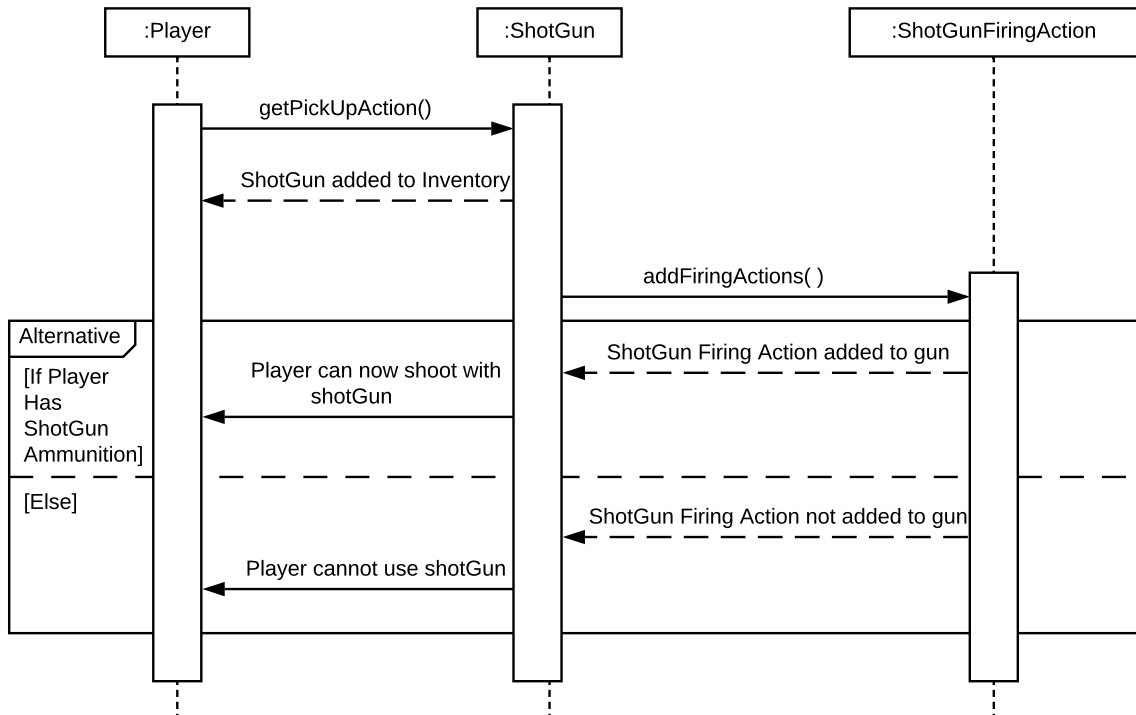 :Player
:ShotGun
:ShotGunFiringAction
getPickUpAction()
ShotGun added to Inventory
addFiringActions( )
Alternative
[If Player
Has
ShotGun
Ammunition]
ShotGun Firing Action added to gun
Player can now shoot with
shotGun
[Else]
ShotGun Firing Action not added to gun
Player cannot use shotGun